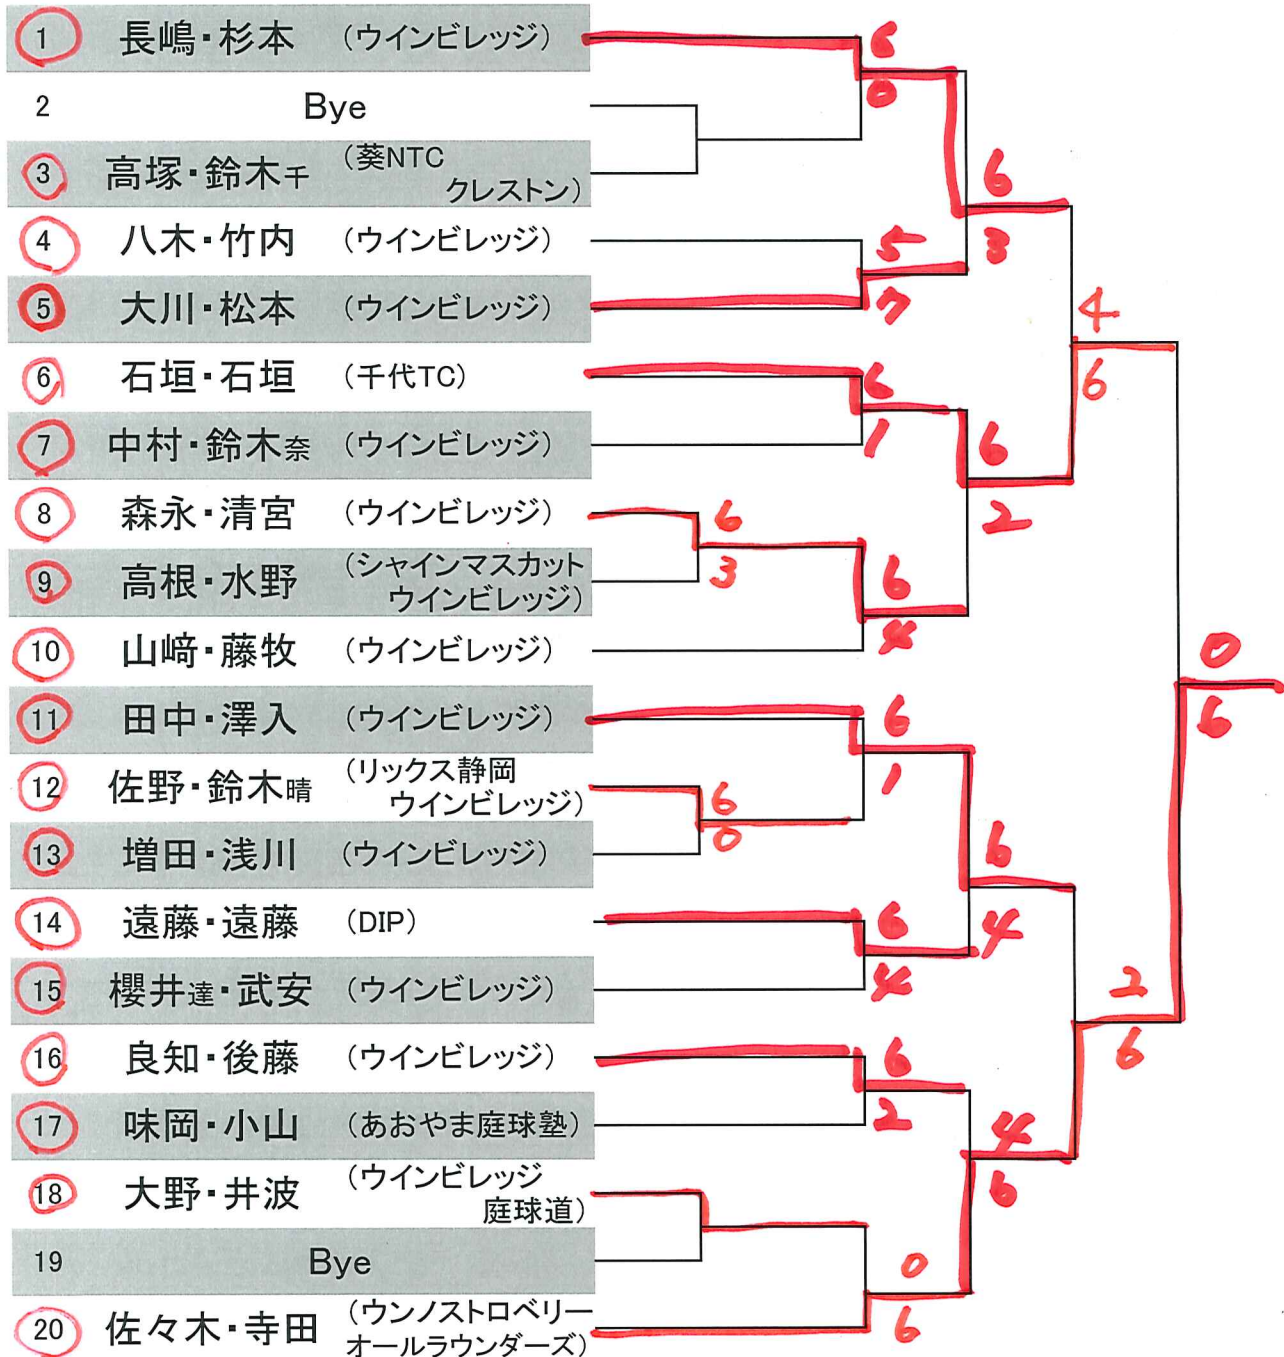 1 長嶋・杉本 (ウインビレッジ)
6
0
2 Bye
3 高塚・鈴木千 (葵NTC
クレストン)
6
3
4 八木・竹内 (ウインビレッジ)
5
7
5 大川・松本 (ウインビレッジ)
4
6
6 石垣・石垣 (千代TC)
6
1
7 中村・鈴木奈 (ウインビレッジ)
6
2
8 森永・清宮 (ウインビレッジ)
6
3
9 高根・水野 (シャインマスカット
ウインビレッジ)
6
4
10 山﨑・藤牧 (ウインビレッジ)
0
6
11 田中・澤入 (ウインビレッジ)
6
1
12 佐野・鈴木晴 (リックス静岡
ウインビレッジ)
6
0
13 増田・浅川 (ウインビレッジ)
6
4
14 遠藤・遠藤 (DIP)
6
4
15 櫻井達・武安 (ウインビレッジ)
2
6
16 良知・後藤 (ウインビレッジ)
6
2
17 味岡・小山 (あおやま庭球塾)
4
6
18 大野・井波 (ウインビレッジ
庭球道)
19 Bye
0
6
20 佐々木・寺田 (ウンノストロベリー
オールラウンダーズ)